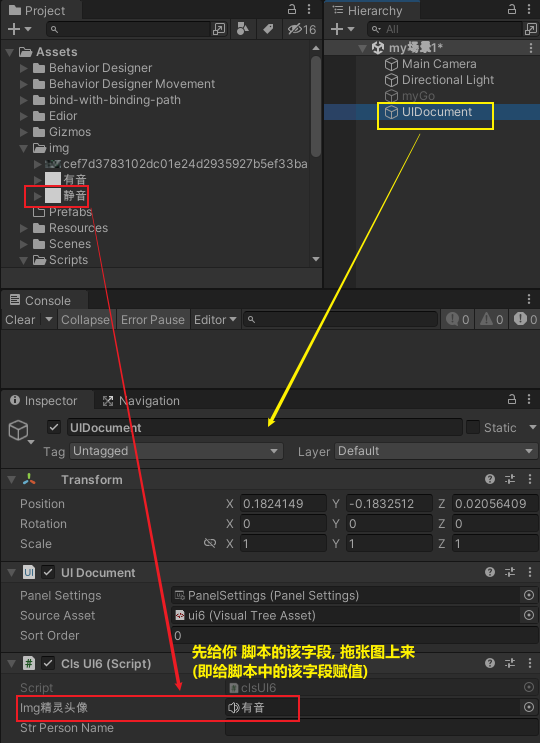 Project
Hierarchy
16
All
Assets
Behavior Designer
Behavior Designer Movement
bind-with-binding-path
Edior
Gizmos
img
cef7d3783102dc01e24d2935927b5ef33ba
有音
静音
Prefabs
Resources
Scenes
Scripts
my场景1*
Main Camera
Directional Light
myGo
UIDocument
Console
Clear
Collapse
Error Pause
Editor
0
0
0
Inspector
Navigation
UIDocument
Static
Tag
Untagged
Layer
Default
Transform
Position
X
0.1824149
Y
-0.1832512
Z
0.02056409
Rotation
X
0
Y
0
Z
0
Scale
X
1
Y
1
Z
1
UI Document
Panel Settings
PanelSettings (Panel Settings)
Source Asset
ui6 (Visual Tree Asset)
Sort Order
0
先给你 脚本的该字段, 拖张图上来
(即给脚本中的该字段赋值)
Cls UI6 (Script)
Script
clsUI6
Img精灵头像
有音
Str Person Name